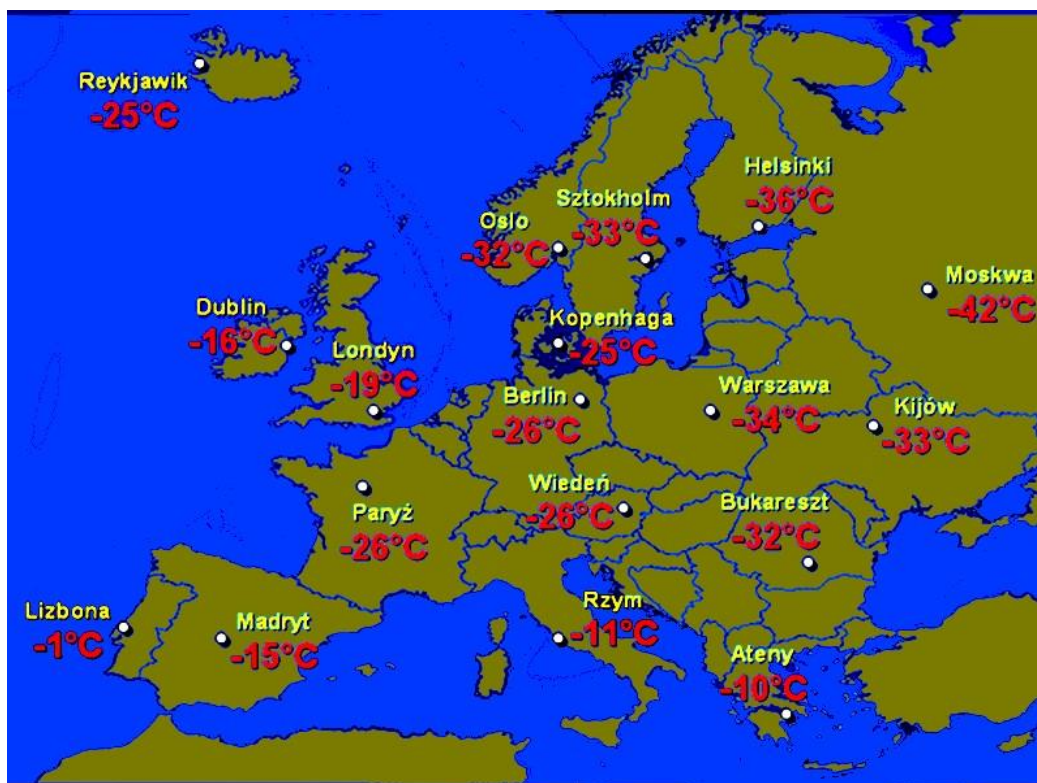 Reykjawik
-25°C
Helsinki
-36°C
Sztokholm
-33°C
Oslo
-32°C
Moskwa
-42°C
Dublin
-16°C
Kopenhaga
-25°C
Londyn
-19°C
Berlin
-26°C
Warszawa
-34°C
Kijów
-33°C
Wiedeń
-26°C
Paryż
-26°C
Bukareszt
-32°C
Lizbona
-1°C
Madryt
-15°C
Rzym
-11°C
Ateny
-10°C